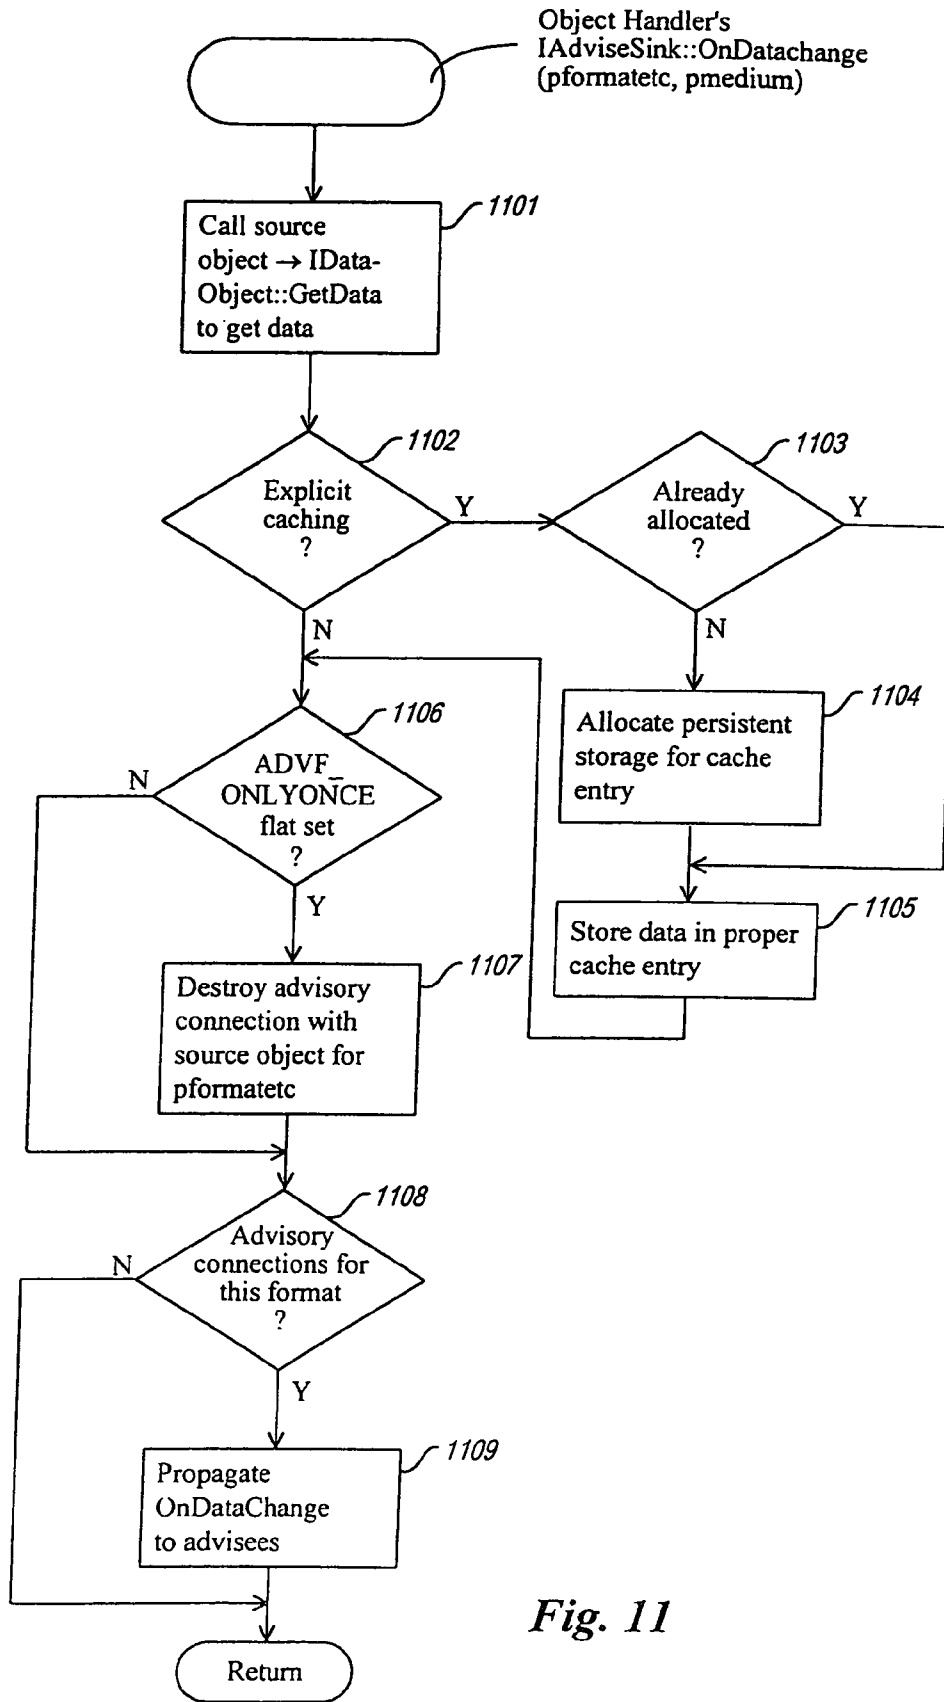 Object Handler's
IAdviseSink::OnDatachange
(pformatetc, pmedium)
1101
Call source
object → IData-
Object::GetData
to get data
1102
Explicit
caching
?
Y
N
1103
Already
allocated
?
Y
N
1104
Allocate persistent
storage for cache
entry
1105
Store data in proper
cache entry
1106
ADVF_
ONLYONCE
flat set
?
N
Y
1107
Destroy advisory
connection with
source object for
pformatetc
1108
Advisory
connections for
this format
?
N
Y
1109
Propagate
OnDataChange
to advisees
Return
Fig. 11